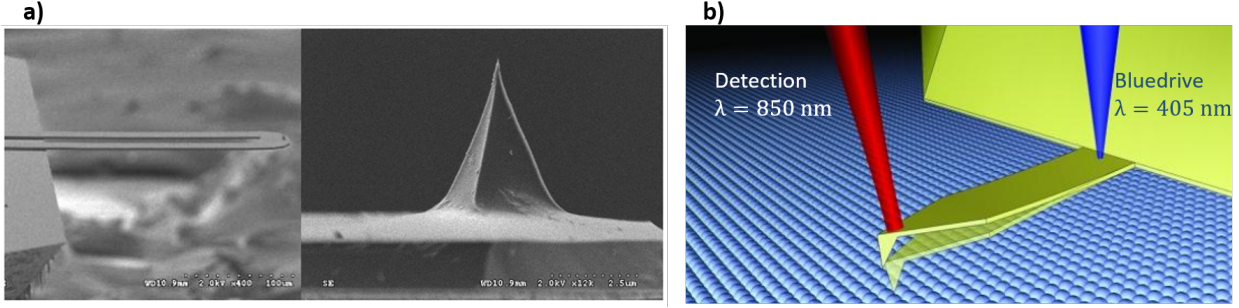 a)
WD10.9mm 2.0kV x400 100um
SE
WD10.9mm 2.0kV x12k 2.5um
b)
Detection
λ = 850 nm
Bluedrive
λ = 405 nm